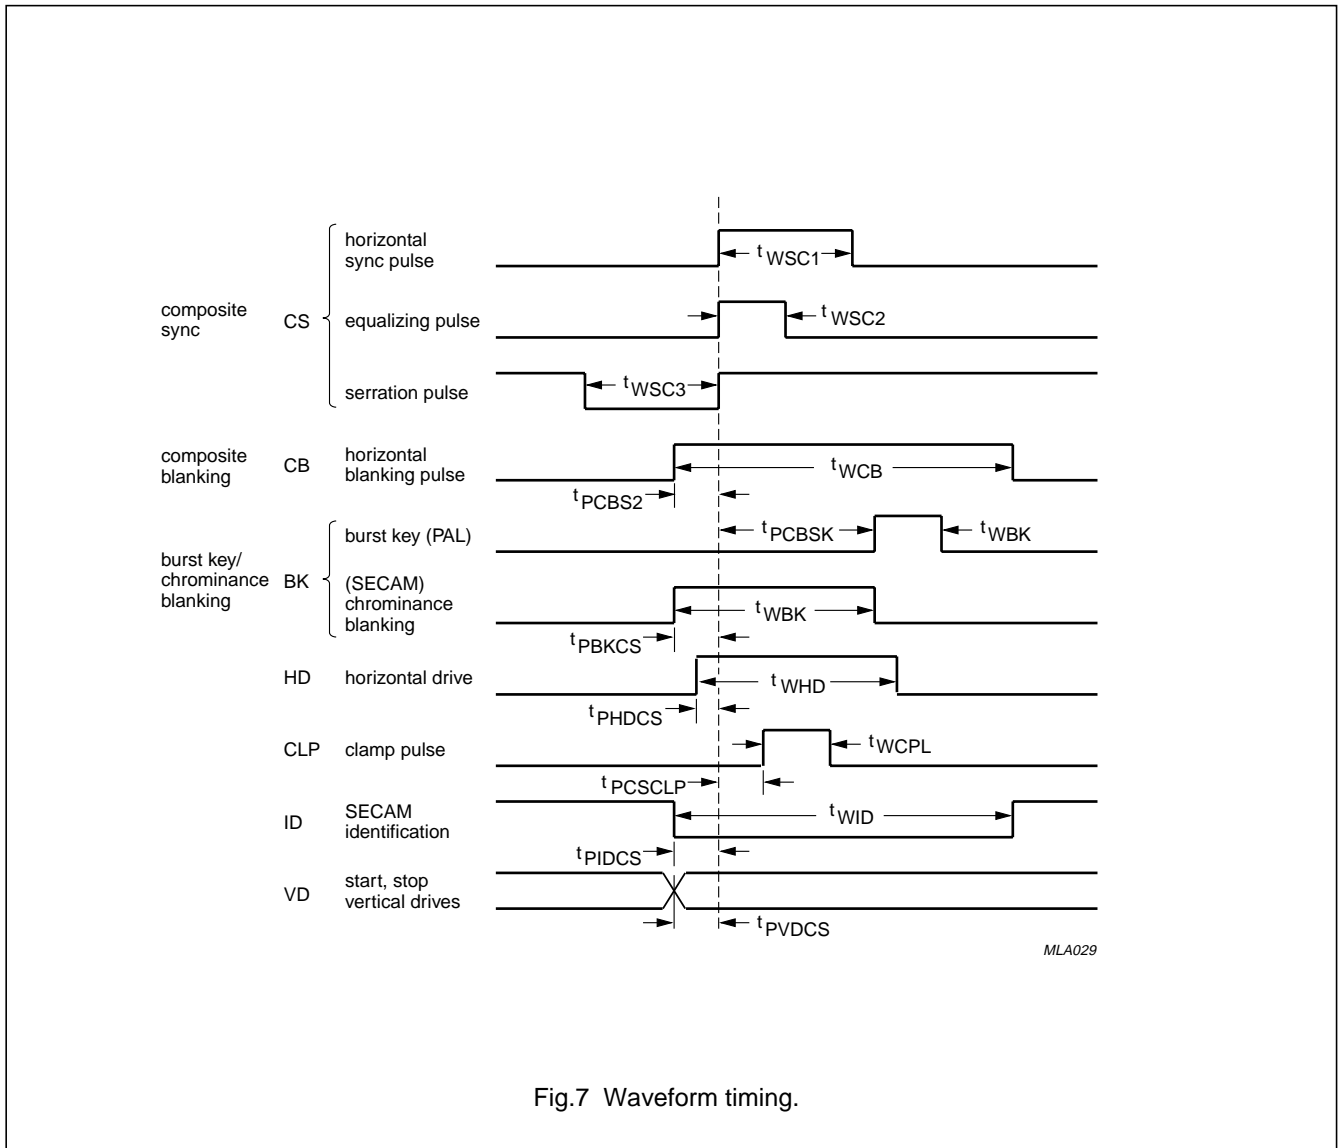 horizontal
sync pulse
t WSC1
composite
sync
CS
equalizing pulse
t WSC2
serration pulse
t WSC3
composite
blanking
CB
horizontal
blanking pulse
t WCB
t PCBS2
burst key/
chrominance
blanking
BK
burst key (PAL)
t PCBSK
t WBK
(SECAM)
chrominance
blanking
t WBK
t PBKCS
HD
horizontal drive
t WHD
t PHDCS
CLP
clamp pulse
t WCPL
t PCSCLP
ID
SECAM
identification
t WID
t PIDCS
VD
start, stop
vertical drives
t PVDCS
MLA029
Fig.7 Waveform timing.